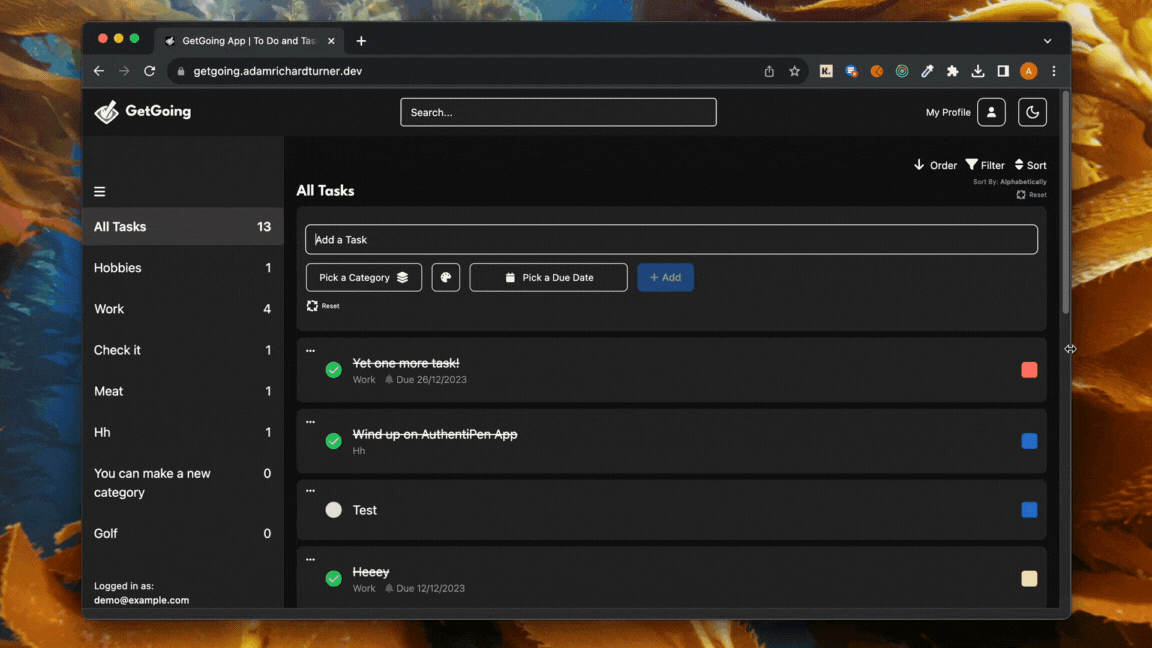 GetGoing App | To Do and Tas
getgoing.adamrichardturner.dev
K.
A
GetGoing
Search...
My Profile
Order Filter Sort
Sort By: Alphabetically
Reset
All Tasks 13
Hobbies 1
Work 4
Check it 1
Meat 1
Hh 1
You can make a new
category 0
Golf 0
Logged in as:
demo@example.com
All Tasks
Add a Task
Pick a Category
Pick a Due Date
+ Add
Reset
Yet one more task!
Work Due 26/12/2023
Wind up on AuthentiPen App
Hh
Test
Heeey
Work Due 12/12/2023